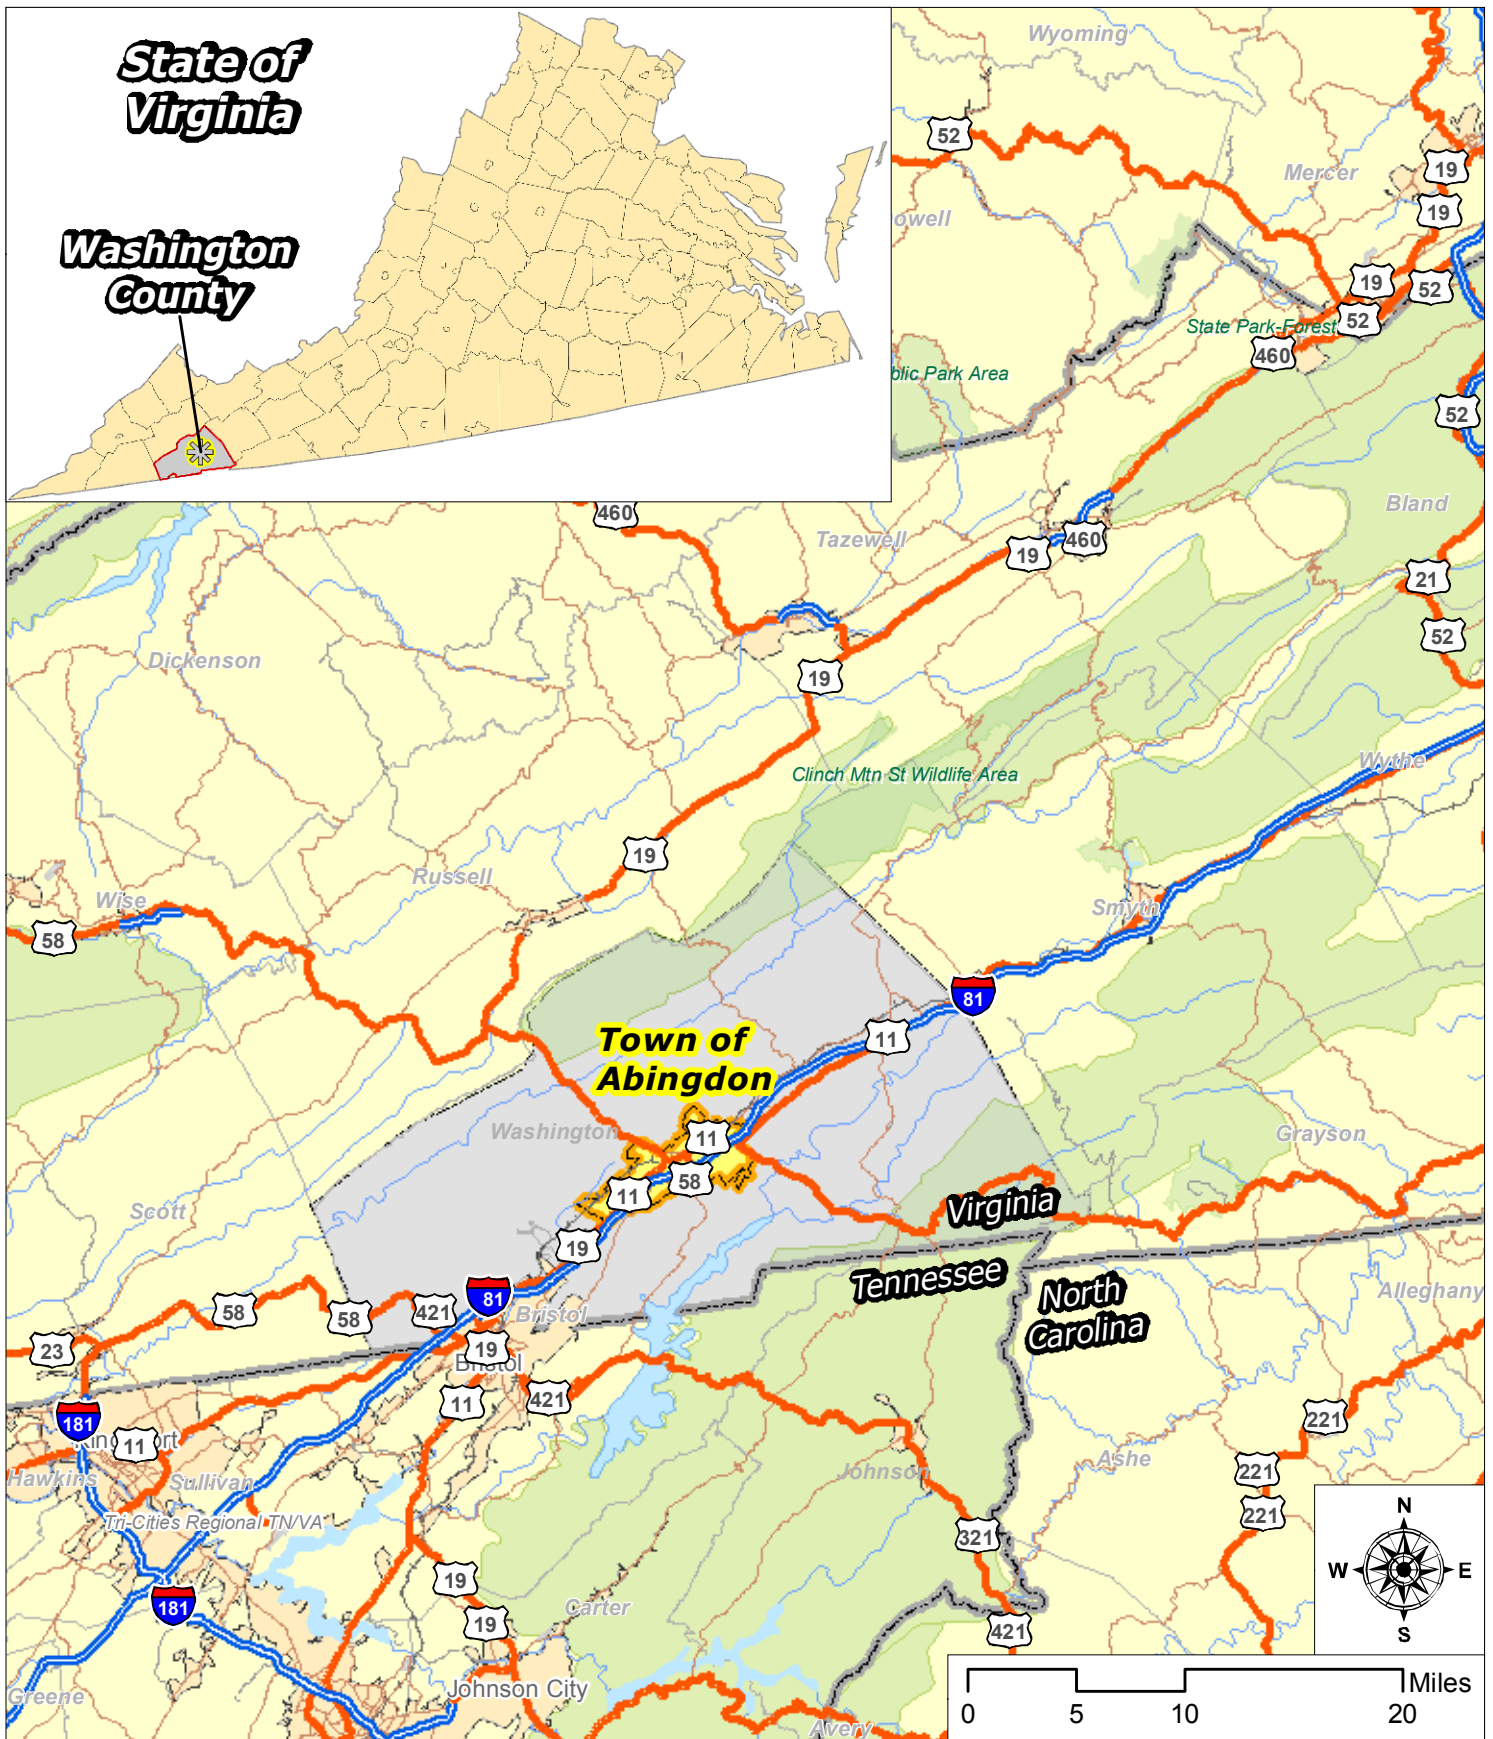 State of
Virginia
Washington
County
Wyoming
52
Mercer
19
19
owell
19
52
52
State Park-Forest
460
blic Park Area
52
Bland
460
Tazewell
19
460
21
52
Dickenson
19
Clinch Mtn St Wildlife Area
Wythe
19
Russell
Wise
Smyth
58
81
Town of
Abingdon
11
Washington
11
Grayson
58
11
Scott
Virginia
19
Tennessee
North
Carolina
Alleghany
81
58
58
421
Bristol
23
19
Bristol
11
421
181
Kingsport
11
221
Hawkins
Sullivan
Johnson
Ashe
221
221
Tri-Cities Regional TN/VA
321
N
W
E
S
19
181
Carter
19
421
Greene
Johnson City
Avery
Miles
0
5
10
20